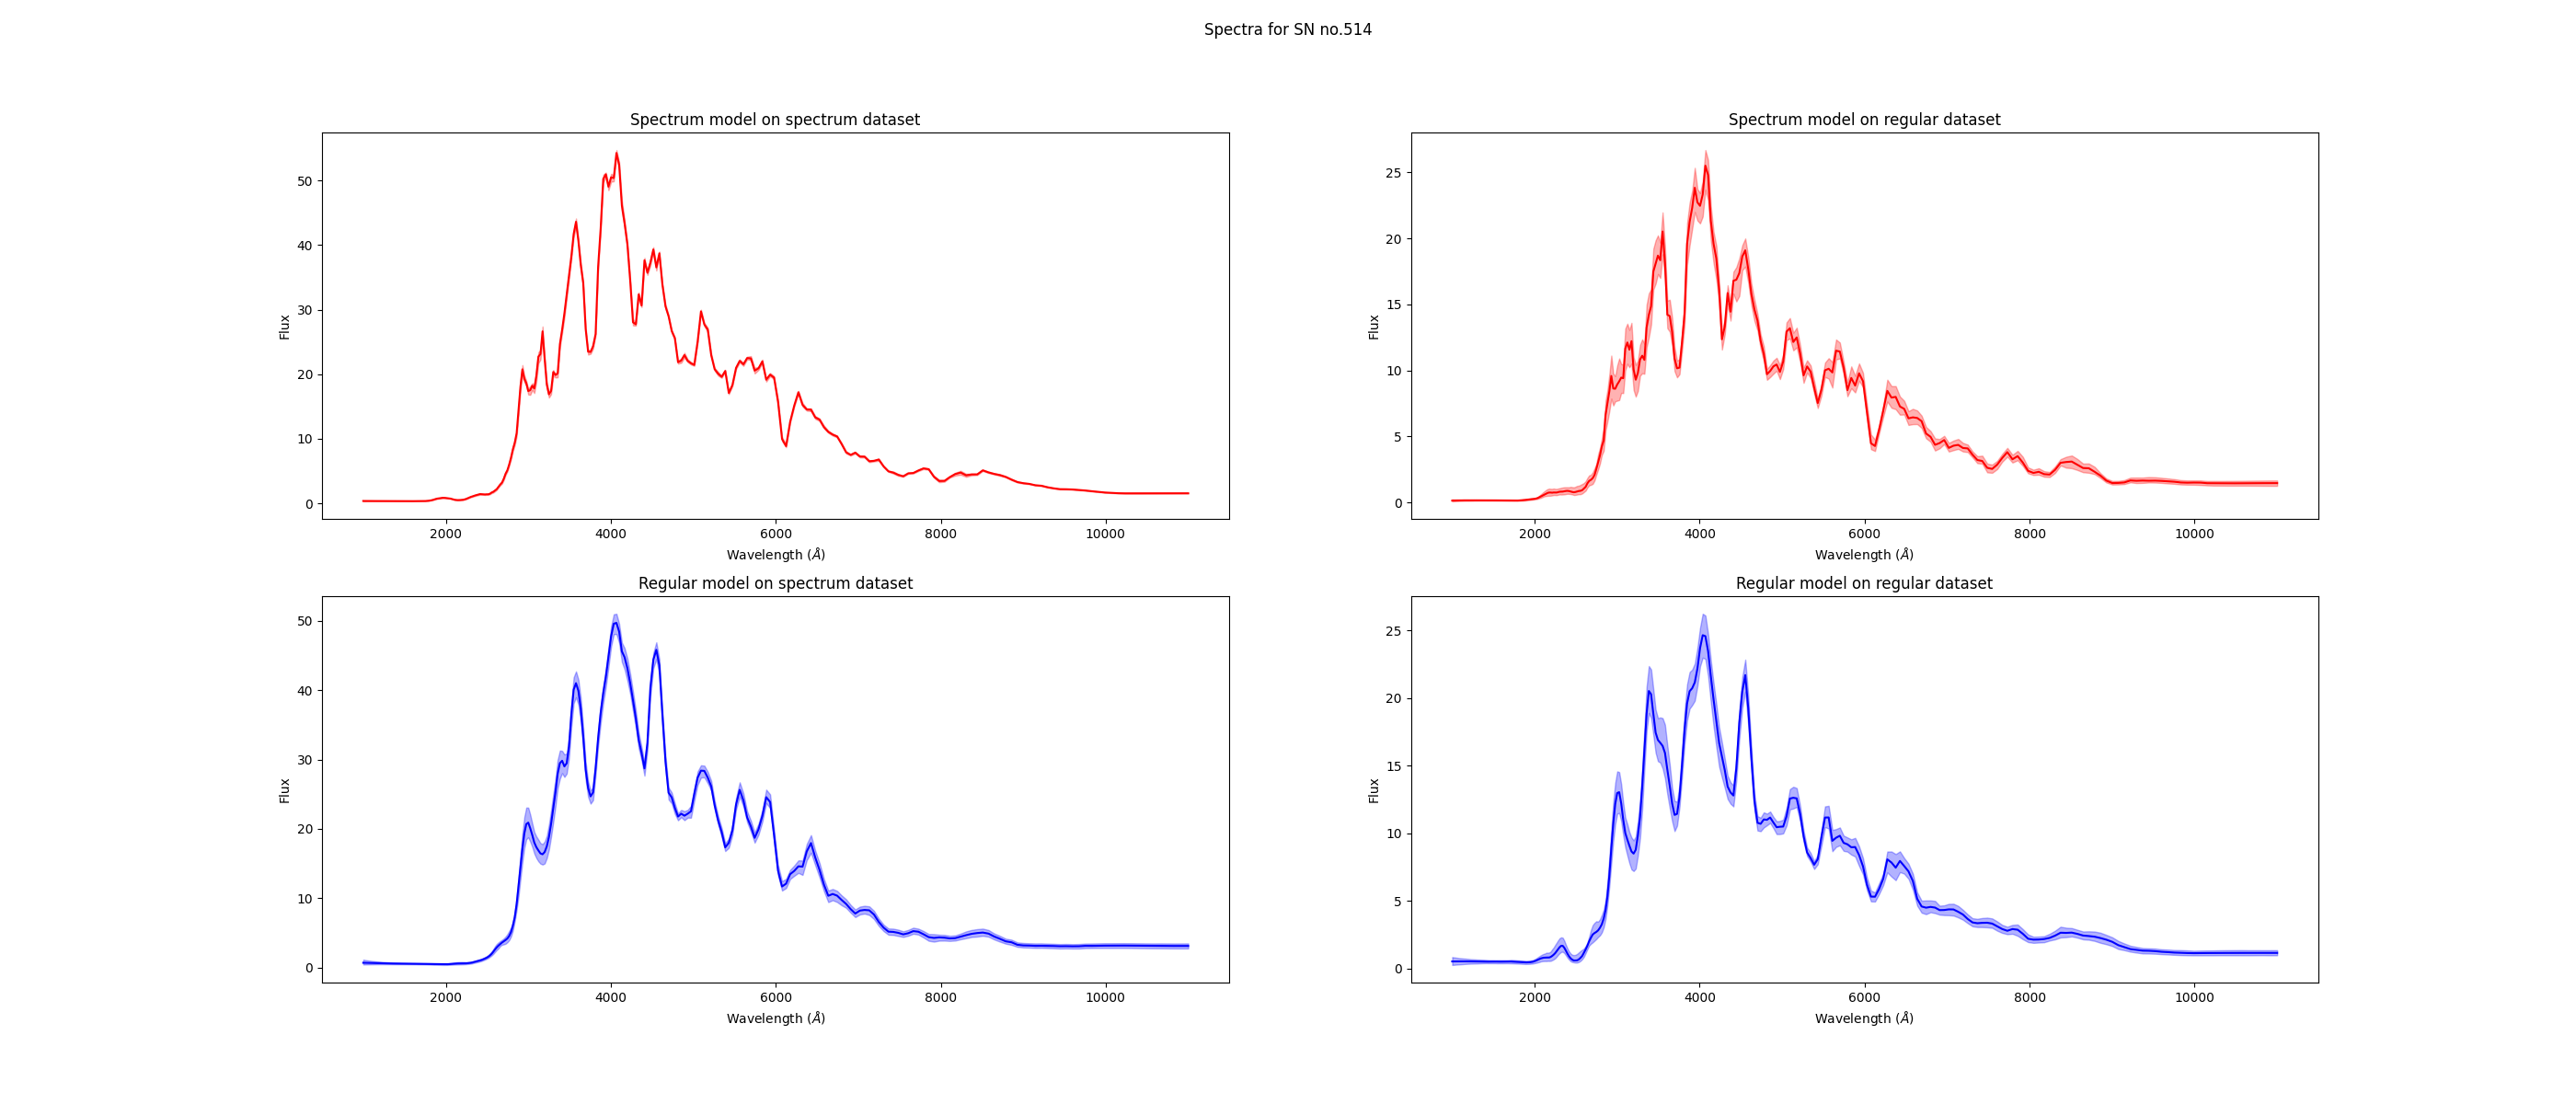 Spectra for SN no.514
Spectrum model on spectrum dataset
50
40
30
20
10
0
Flux
2000 4000 6000 8000 10000
Wavelength (Å)
Spectrum model on regular dataset
25
20
15
10
5
0
Flux
2000 4000 6000 8000 10000
Wavelength (Å)
Regular model on spectrum dataset
50
40
30
20
10
0
Flux
2000 4000 6000 8000 10000
Wavelength (Å)
Regular model on regular dataset
25
20
15
10
5
0
Flux
2000 4000 6000 8000 10000
Wavelength (Å)